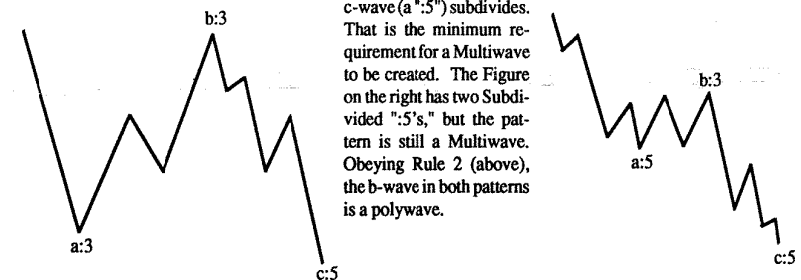 b:3
a:3
c:5
c-wave (a ":5") subdivides.
That is the minimum re-
quirement for a Multiwave
to be created. The Figure
on the right has two Subdi-
vided ":5's," but the pat-
tern is still a Multiwave.
Obeying Rule 2 (above),
the b-wave in both patterns
is a polywave.
b:3
a:5
c:5